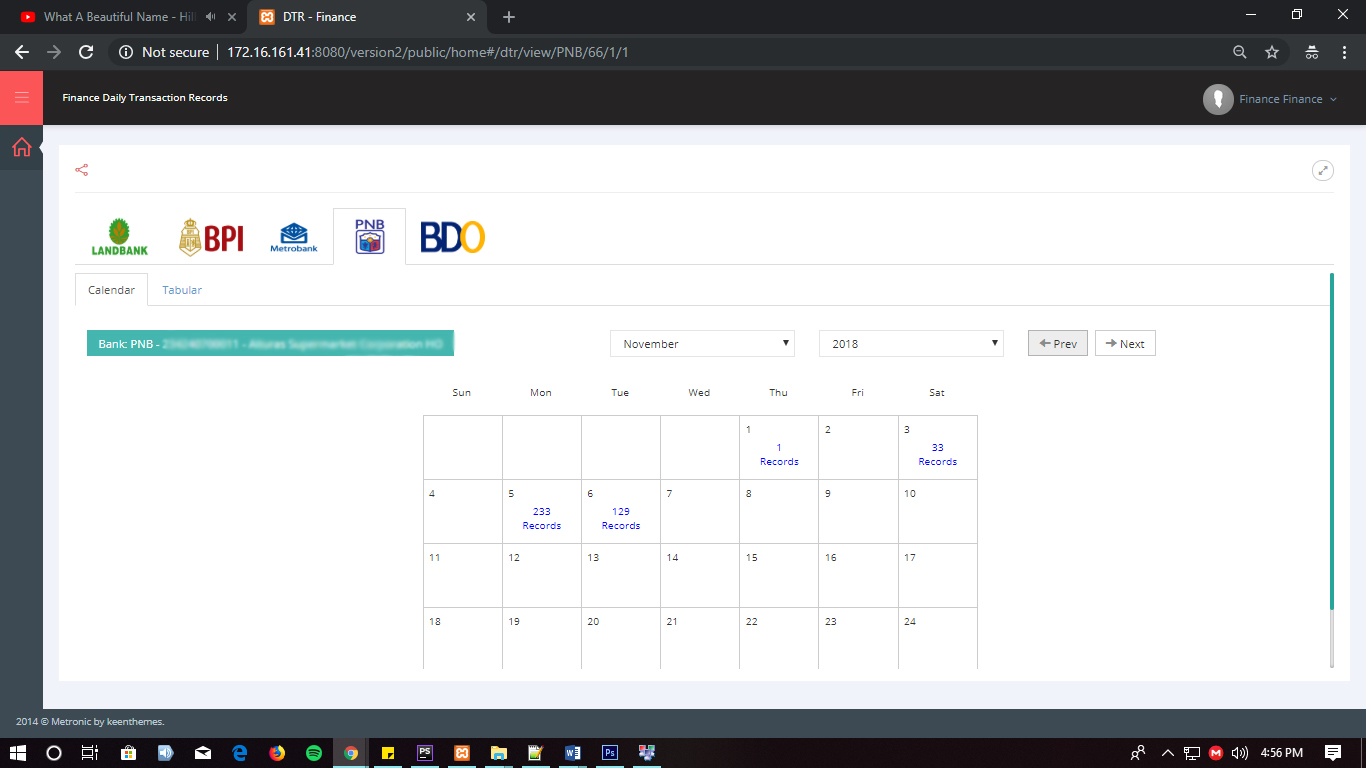 What A Beautiful Name - Hil
DTR - Finance
Not secure 172.16.161.41:8080/version2/public/home#/dtr/view/PNB/66/1/1
Finance Daily Transaction Records
Finance Finance
LANDBANK
BPI
Metrobank
PNB
BDO
Calendar
Tabular
Bank: PNB -
November
2018
Prev
Next
Sun Mon Tue Wed Thu Fri Sat
1 2 3
1 33
Records Records
4 5 6 7 8 9 10
233 129
Records Records
11 12 13 14 15 16 17
18 19 20 21 22 23 24
2014 © Metronic by keenthemes.
PS
Ps
4:56 PM